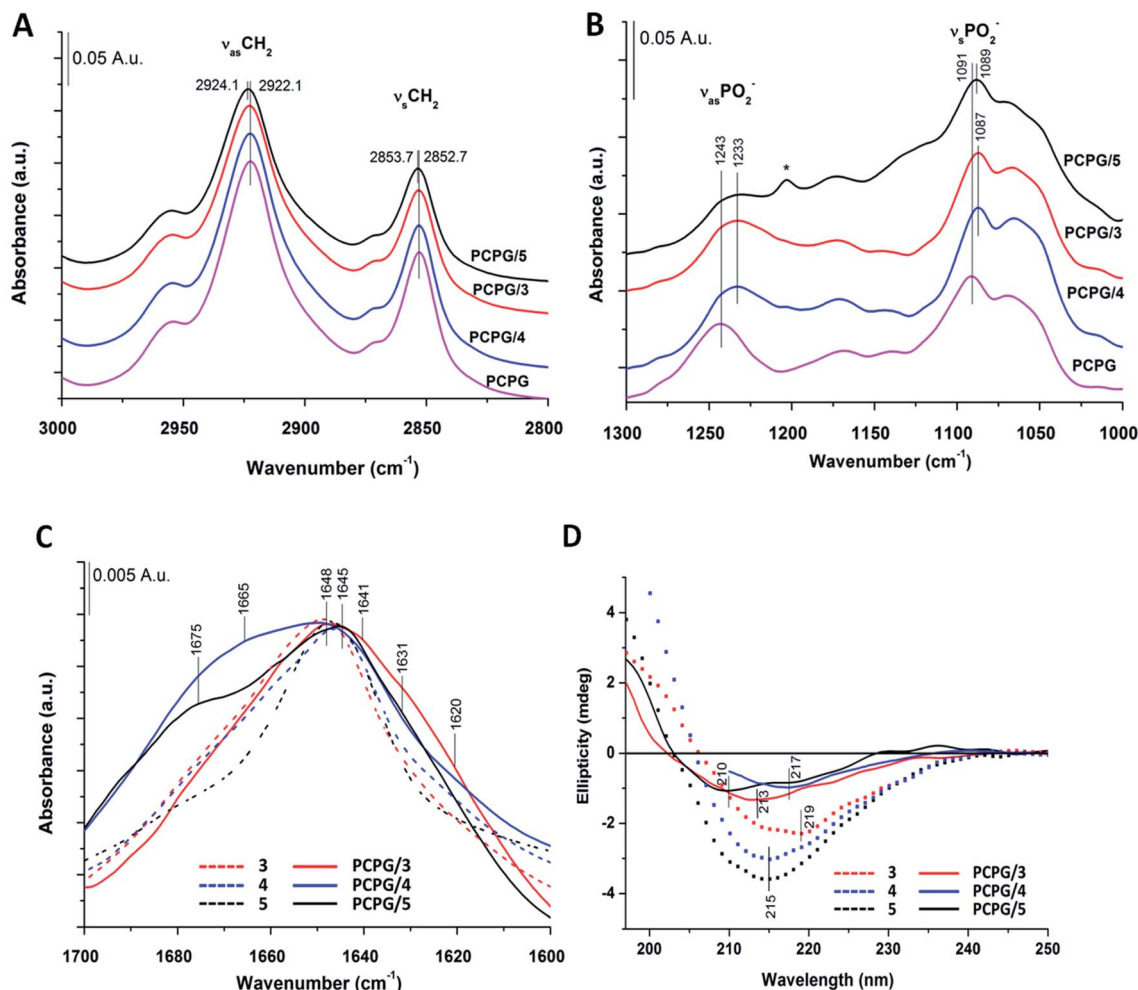 A
0.05 A.u.
νasCH2
2924.1
2922.1
νsCH2
2853.7
2852.7
PCPG/5
PCPG/3
PCPG/4
PCPG
Absorbance (a.u.)
3000 2950 2900 2850 2800
Wavenumber (cm-1)
B
0.05 A.u.
νsPO2-
1091
1089
1087
νasPO2-
1243
1233
*
PCPG/5
PCPG/3
PCPG/4
PCPG
Absorbance (a.u.)
1300 1250 1200 1150 1100 1050 1000
Wavenumber (cm-1)
C
0.005 A.u.
1675
1665
1648
1645
1641
1631
1620
3 PCPG/3
4 PCPG/4
5 PCPG/5
Absorbance (a.u.)
1700 1680 1660 1640 1620 1600
Wavenumber (cm-1)
D
4
2
0
-2
-4
Ellipticity (mdeg)
210
213
217
219
215
3 PCPG/3
4 PCPG/4
5 PCPG/5
200 210 220 230 240 250
Wavelength (nm)